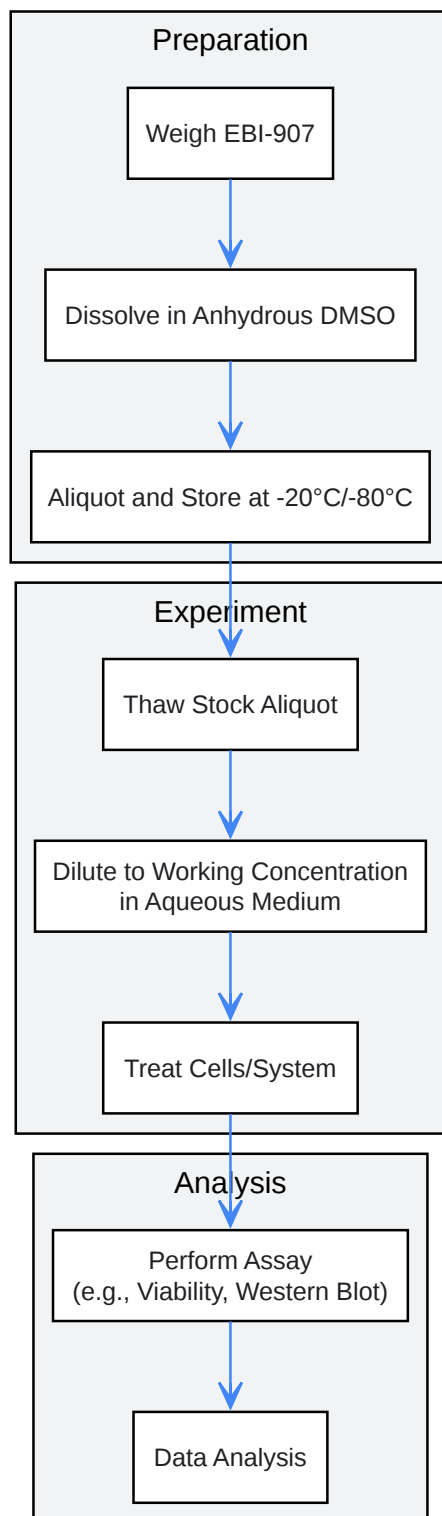 Preparation
Weigh EBI-907
Dissolve in Anhydrous DMSO
Aliquot and Store at -20°C/-80°C
Experiment
Thaw Stock Aliquot
Dilute to Working Concentration
in Aqueous Medium
Treat Cells/System
Analysis
Perform Assay
(e.g., Viability, Western Blot)
Data Analysis